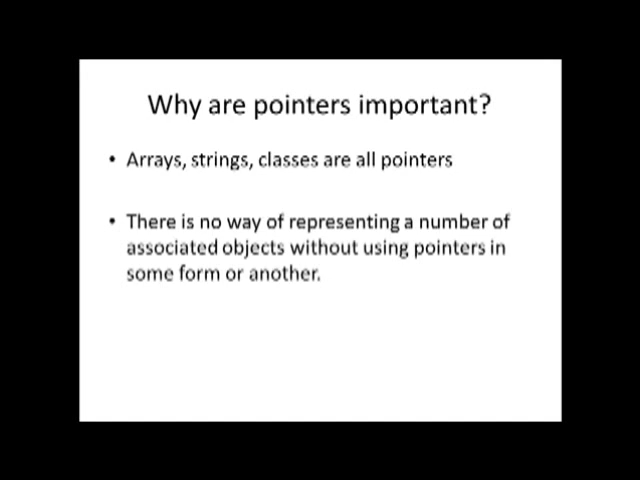 Why are pointers important?
• Arrays, strings, classes are all pointers
• There is no way of representing a number of
associated objects without using pointers in
some form or another.